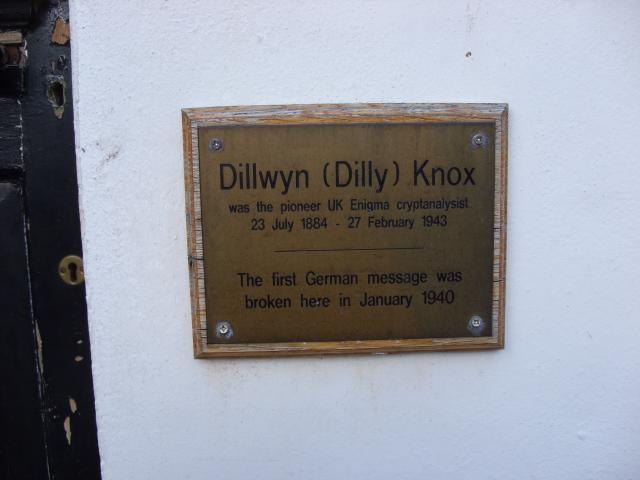 Dillwyn (Dilly) Knox
was the pioneer UK Enigma cryptanalysist
23 July 1884 - 27 February 1943
The first German message was
broken here in January 1940